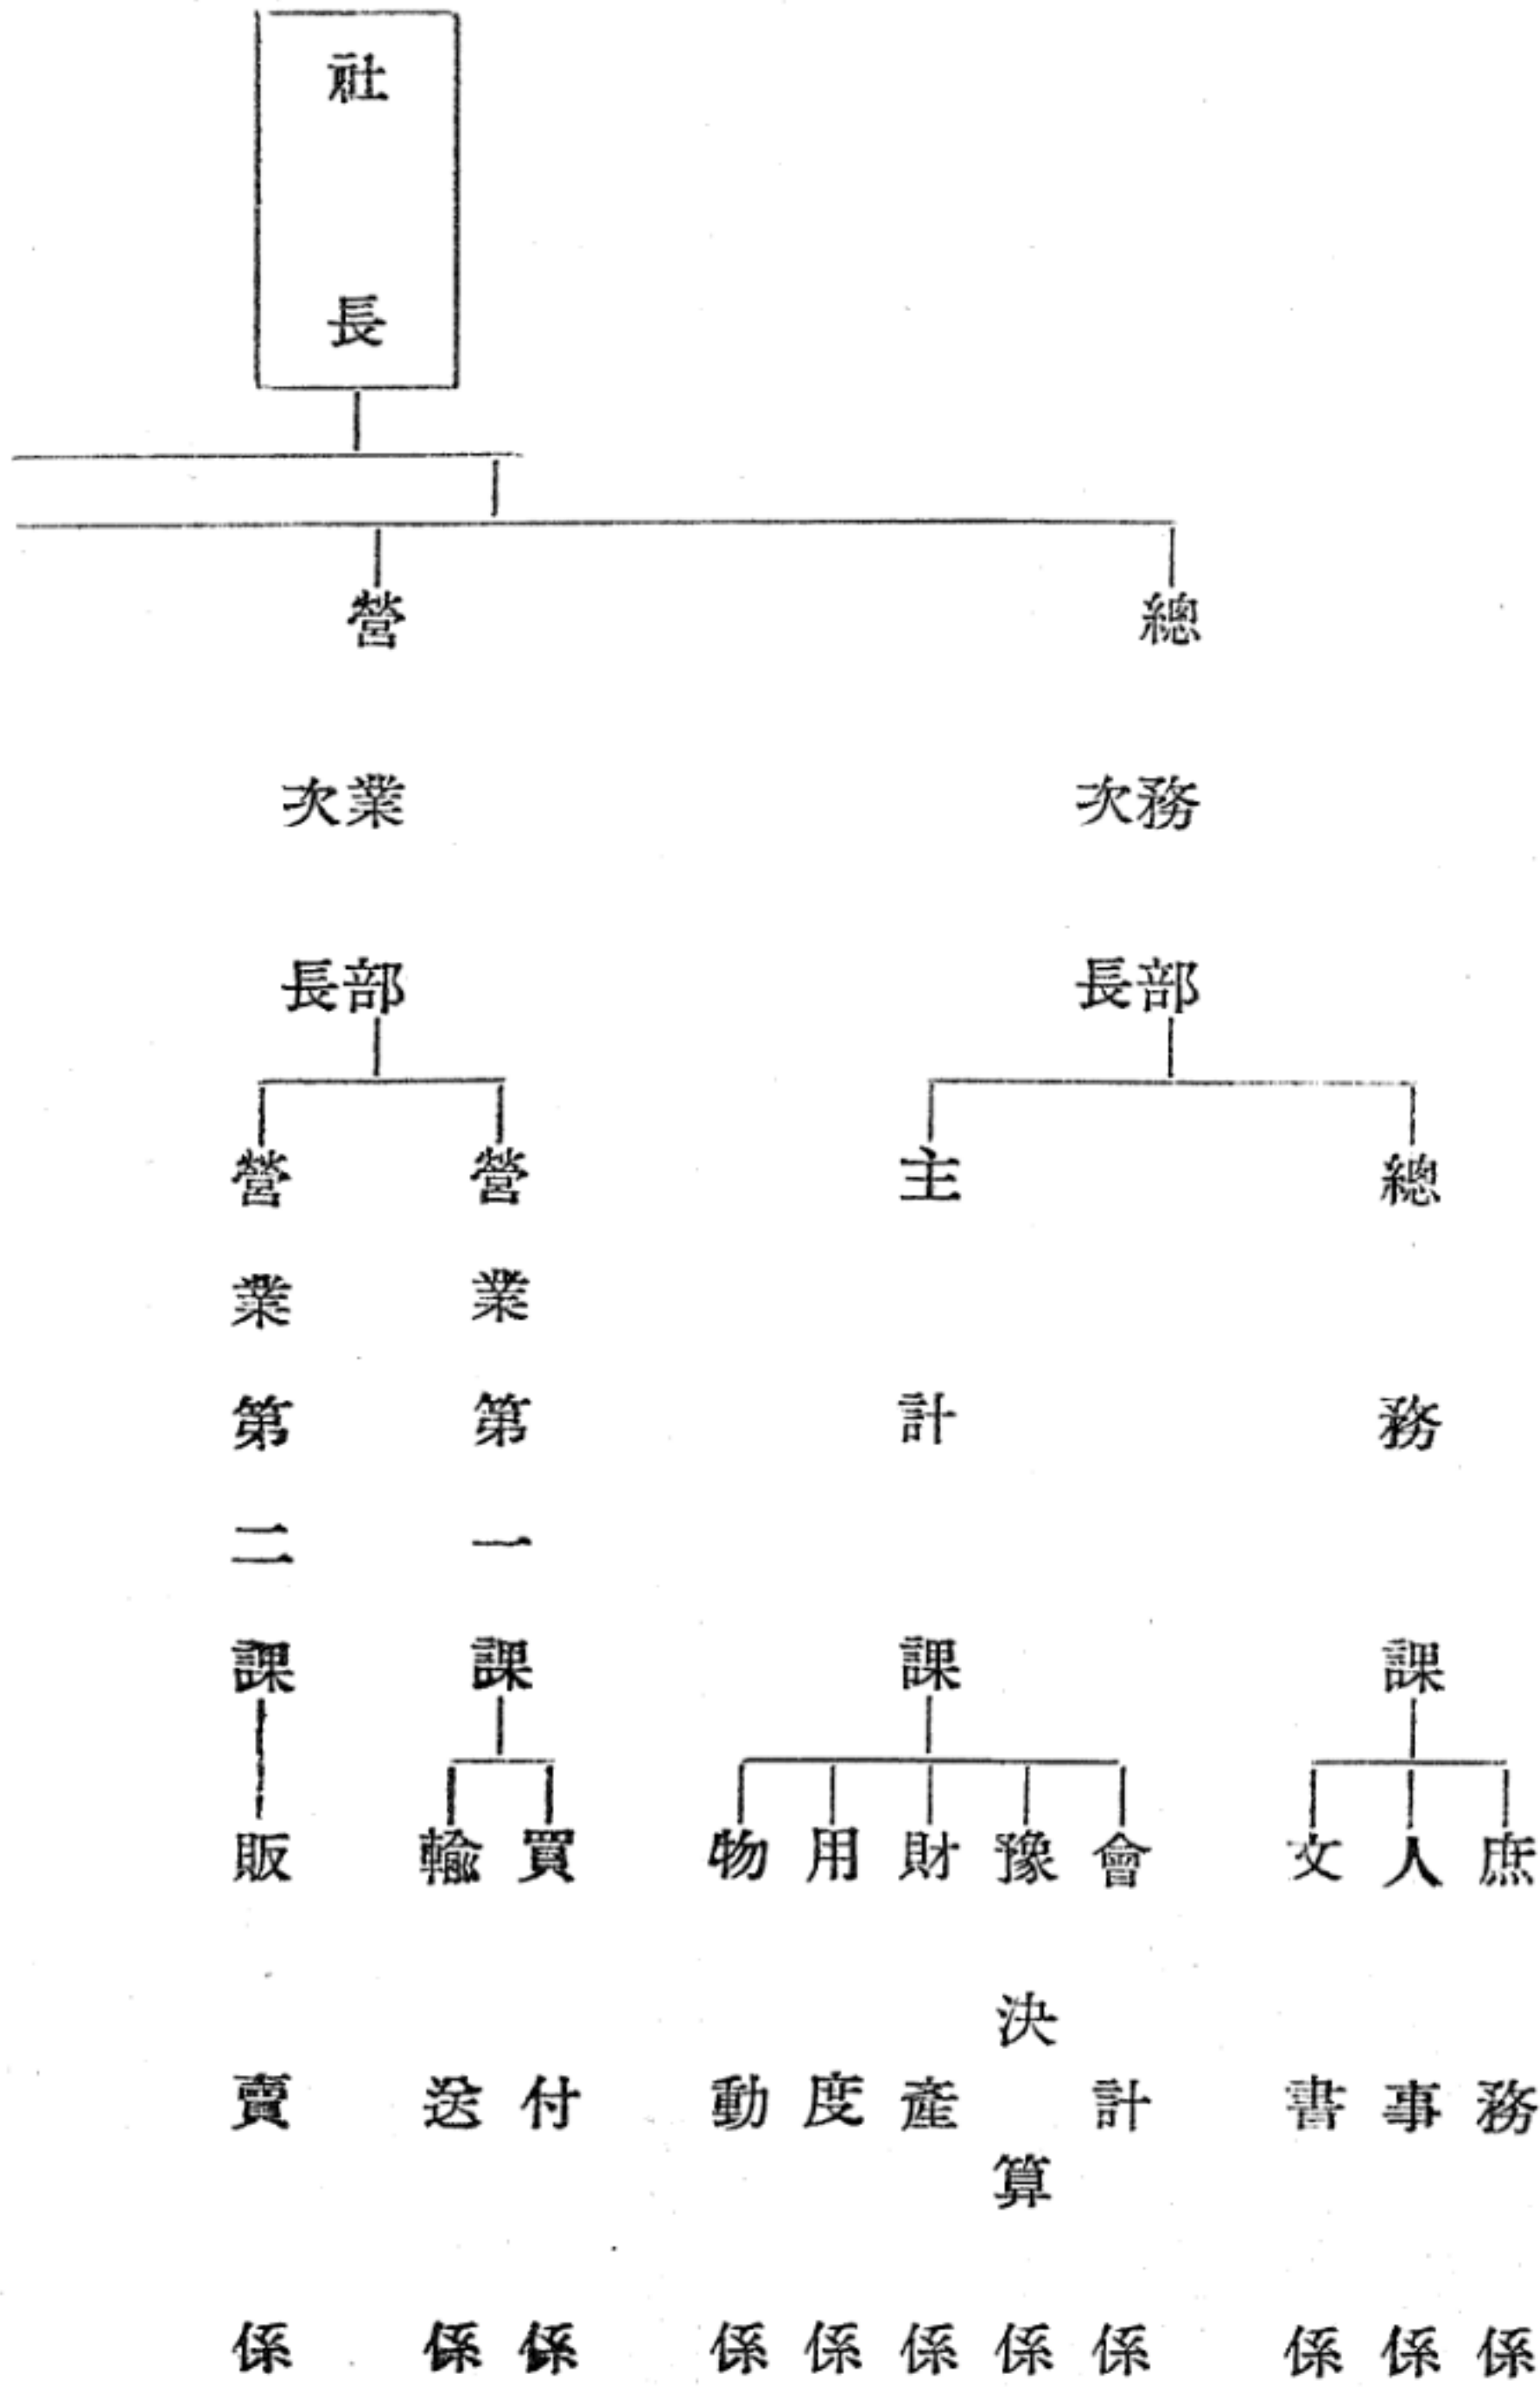 社長
總務部
次長
總務課
庶務係
人事係
文書係
主計課
會計係
豫決算係
財產係
用度係
物動係
營業部
次長
營業第一課
買付係
輸送係
營業第二課
販賣係